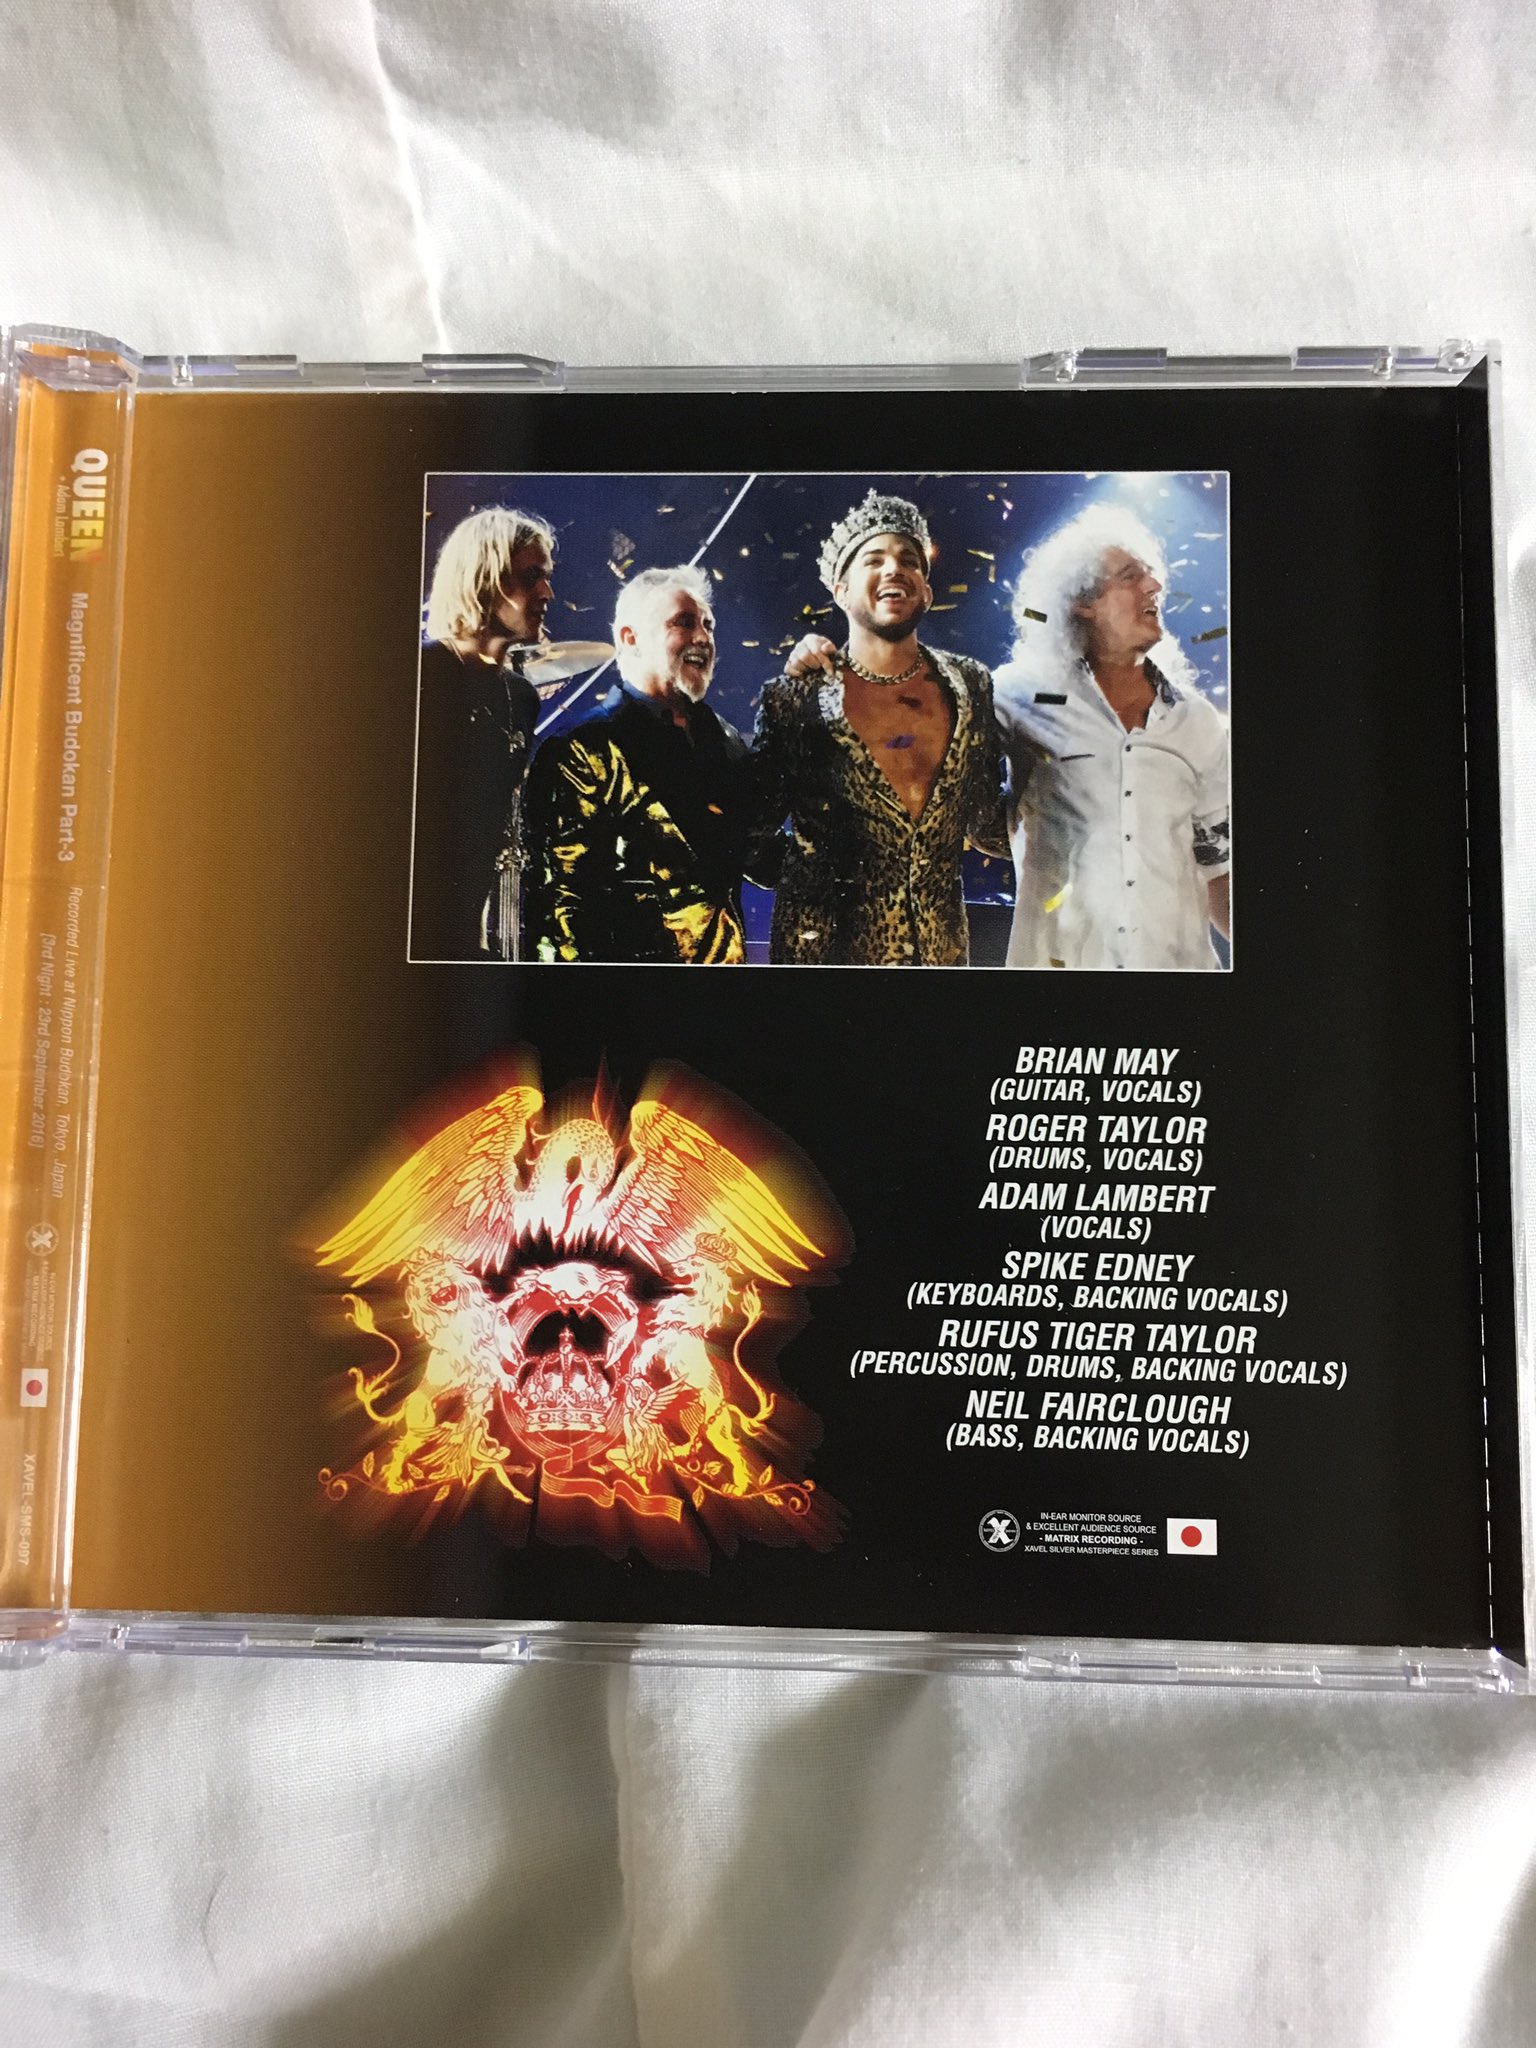 QUEEN
+ Adam Lambert
Magnificent Budokan Part-3
Recorded Live at Nippon Budokan, Tokyo, Japan
[3rd Night : 23rd September 2016]
XAVEL-SMS-097
BRIAN MAY
(GUITAR, VOCALS)
ROGER TAYLOR
(DRUMS, VOCALS)
ADAM LAMBERT
(VOCALS)
SPIKE EDNEY
(KEYBOARDS, BACKING VOCALS)
RUFUS TIGER TAYLOR
(PERCUSSION, DRUMS, BACKING VOCALS)
NEIL FAIRCLOUGH
(BASS, BACKING VOCALS)
X
IN-EAR MONITOR SOURCE
& EXCELLENT AUDIENCE SOURCE
- MATRIX RECORDING -
XAVEL SILVER MASTERPIECE SERIES